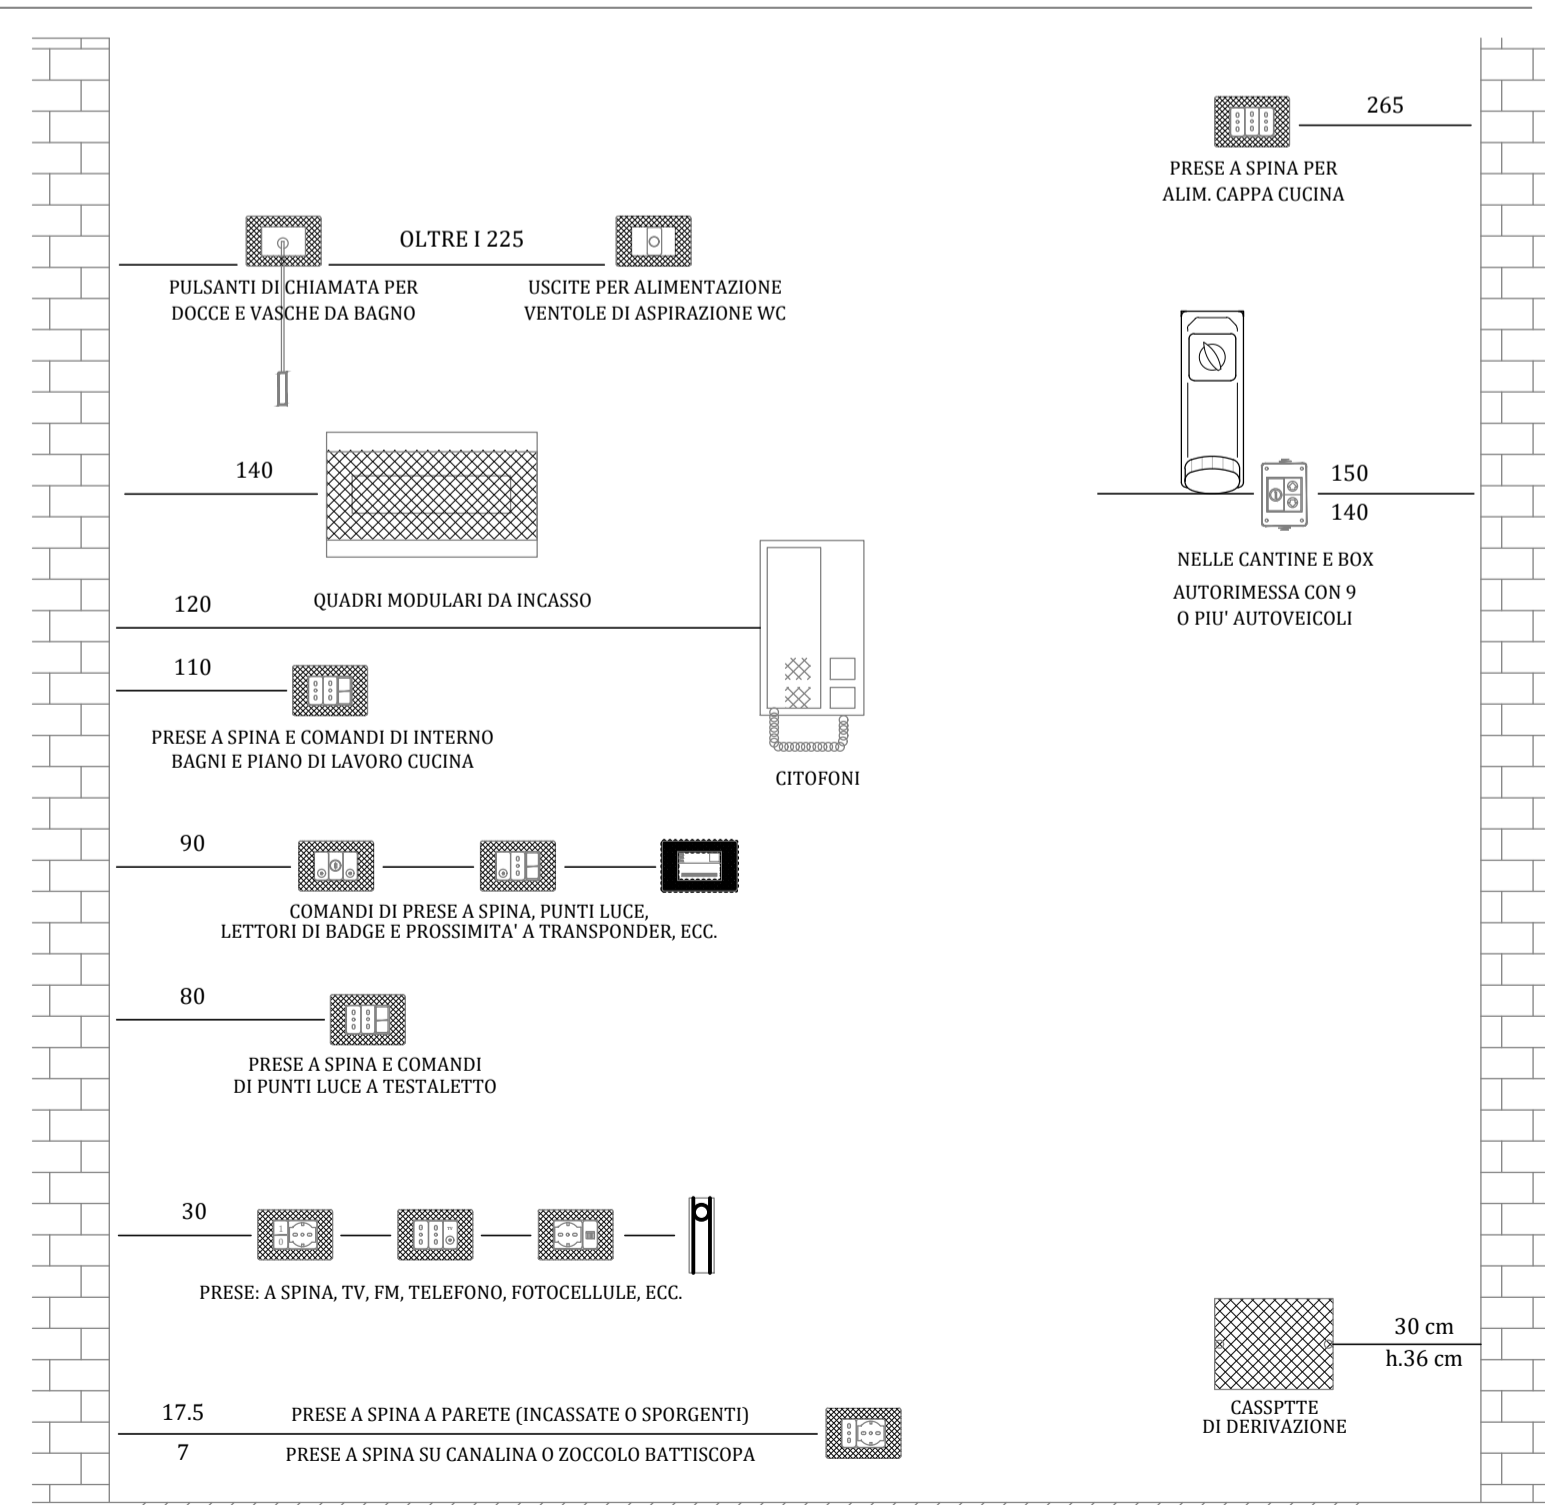 265
PRESE A SPINA PER
ALIM. CAPPA CUCINA
OLTRE I 225
PULSANTI DI CHIAMATA PER
DOCCE E VASCHE DA BAGNO
USCITE PER ALIMENTAZIONE
VENTOLE DI ASPIRAZIONE WC
140
QUADRI MODULARI DA INCASSO
150
140
NELLE CANTINE E BOX
AUTORIMESSA CON 9
O PIU' AUTOVEICOLI
120
CITOFONI
110
PRESE A SPINA E COMANDI DI INTERNO
BAGNI E PIANO DI LAVORO CUCINA
90
COMANDI DI PRESE A SPINA, PUNTI LUCE,
LETTORI DI BADGE E PROSSIMITA' A TRANSPONDER, ECC.
80
PRESE A SPINA E COMANDI
DI PUNTI LUCE A TESTALETTO
30
1
0
TV
PRESE: A SPINA, TV, FM, TELEFONO, FOTOCELLULE, ECC.
30 cm
h.36 cm
CASSPTTE
DI DERIVAZIONE
17.5
PRESE A SPINA A PARETE (INCASSATE O SPORGENTI)
7
PRESE A SPINA SU CANALINA O ZOCCOLO BATTISCOPA